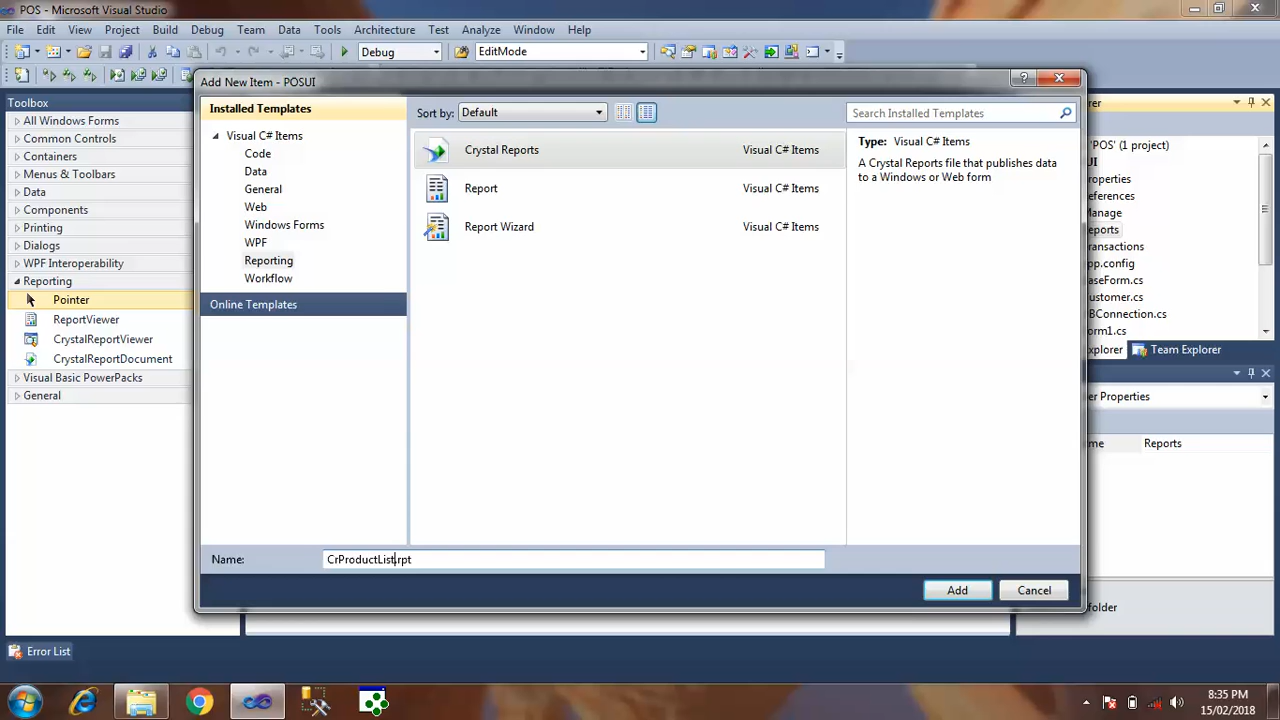 POS - Microsoft Visual Studio
File Edit View Project Build Debug Team Data Tools Architecture Test Analyze Window Help
Debug EditMode
Toolbox
All Windows Forms
Common Controls
Containers
Menus & Toolbars
Data
Components
Printing
Dialogs
WPF Interoperability
Reporting
Pointer
ReportViewer
CrystalReportViewer
CrystalReportDocument
Visual Basic PowerPacks
General
Error List
Add New Item - POSUI
Installed Templates
Visual C# Items
Code
Data
General
Web
Windows Forms
WPF
Reporting
Workflow
Online Templates
Sort by: Default
Search Installed Templates
Crystal Reports Visual C# Items
Report Visual C# Items
Report Wizard Visual C# Items
Type: Visual C# Items
A Crystal Reports file that publishes data
to a Windows or Web form
Name: CrProductList.rpt
Add Cancel
orer
'POS' (1 project)
UI
roperties
eferences
Manage
eports
ransactions
pp.config
aseForm.cs
ustomer.cs
BConnection.cs
orm1.cs
xplorer Team Explorer
er Properties
me Reports
folder
8:35 PM
15/02/2018